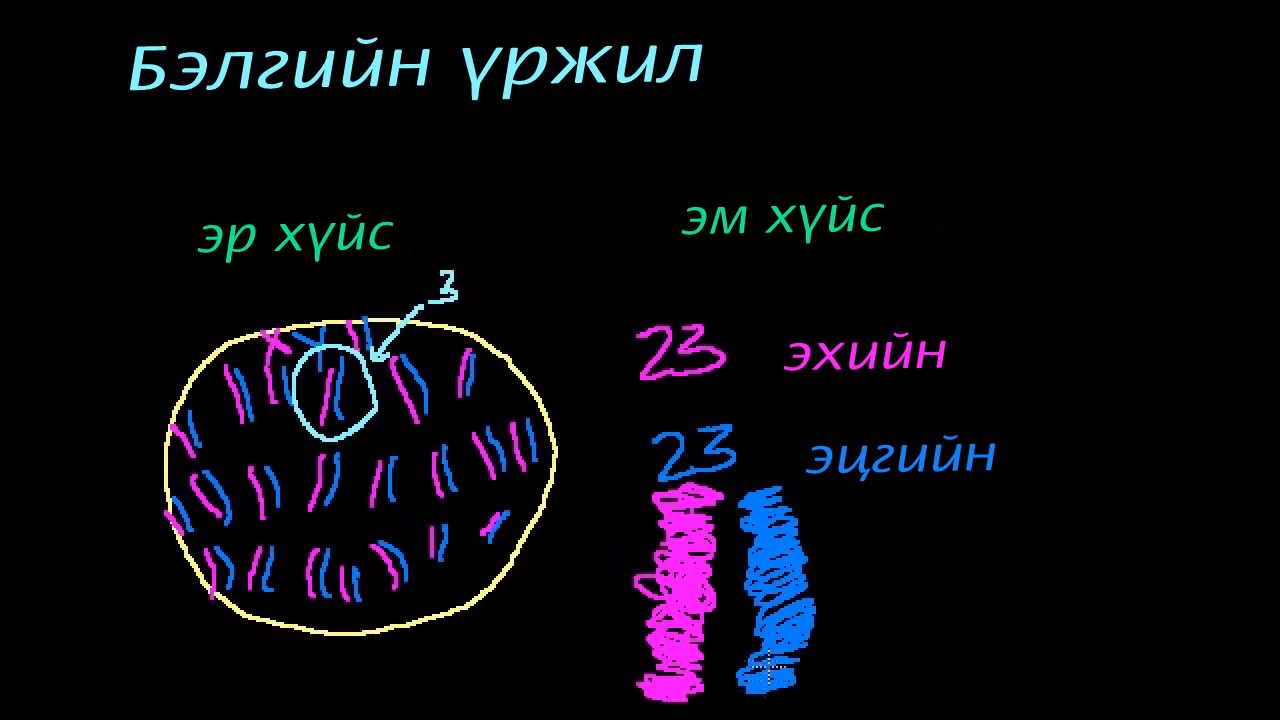 Бэлгийн үржил
эр хүйс
эм хүйс
3
23 эхийн
23 эцгийн